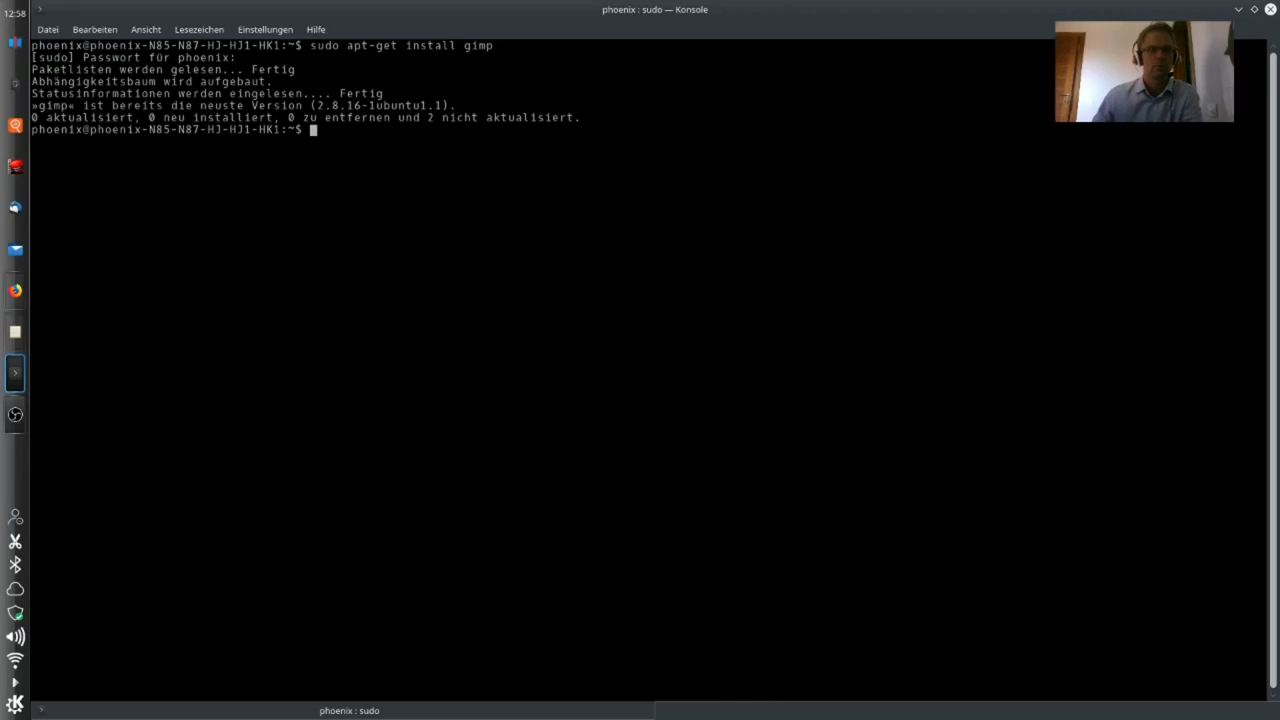 12:58
phoenix : sudo — Konsole
Datei Bearbeiten Ansicht Lesezeichen Einstellungen Hilfe
phoenix@phoenix-N85-N87-HJ-HJ1-HK1:~$ sudo apt-get install gimp
[sudo] Passwort für phoenix:
Paketlisten werden gelesen... Fertig
Abhängigkeitsbaum wird aufgebaut.
Statusinformationen werden eingelesen.... Fertig
»gimp« ist bereits die neuste Version (2.8.16-1ubuntu1.1).
0 aktualisiert, 0 neu installiert, 0 zu entfernen und 2 nicht aktualisiert.
phoenix@phoenix-N85-N87-HJ-HJ1-HK1:~$
phoenix : sudo